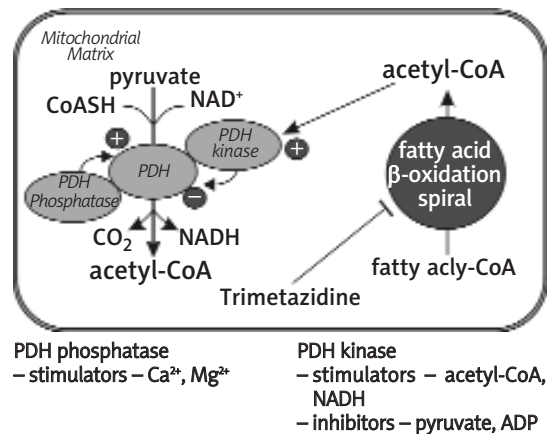 Mitochondrial
Matrix
pyruvate
CoASH
NAD⁺
acetyl-CoA
PDH
kinase
+
+
PDH
PDH
Phosphatase
−
fatty acid
β-oxidation
spiral
CO₂
NADH
acetyl-CoA
fatty acly-CoA
Trimetazidine
PDH phosphatase
– stimulators – Ca²⁺, Mg²⁺
PDH kinase
– stimulators – acetyl-CoA,
NADH
– inhibitors – pyruvate, ADP